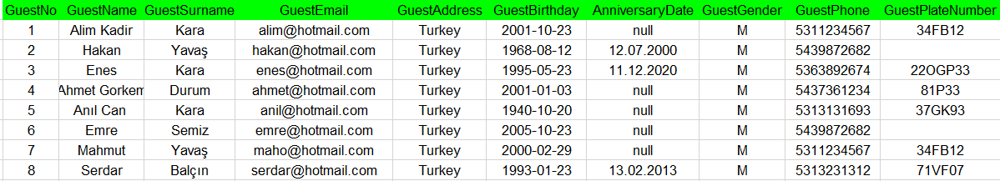 GuestNo GuestName GuestSurname GuestEmail GuestAddress GuestBirthday AnniversaryDate GuestGender GuestPhone GuestPlateNumber
1 Alim Kadir Kara alim@hotmail.com Turkey 2001-10-23 null M 5311234567 34FB12
2 Hakan Yavaş hakan@hotmail.com Turkey 1968-08-12 12.07.2000 M 5439872682
3 Enes Kara enes@hotmail.com Turkey 1995-05-23 11.12.2020 M 5363892674 22OGP33
4 Ahmet Gorkem Durum ahmet@hotmail.com Turkey 2001-01-03 null M 5437361234 81P33
5 Anıl Can Kara anil@hotmail.com Turkey 1940-10-20 null M 5313131693 37GK93
6 Emre Semiz emre@hotmail.com Turkey 2005-10-23 null M 5439872682
7 Mahmut Yavaş maho@hotmail.com Turkey 2000-02-29 null M 5311234567 34FB12
8 Serdar Balçın serdar@hotmail.com Turkey 1993-01-23 13.02.2013 M 5313231312 71VF07